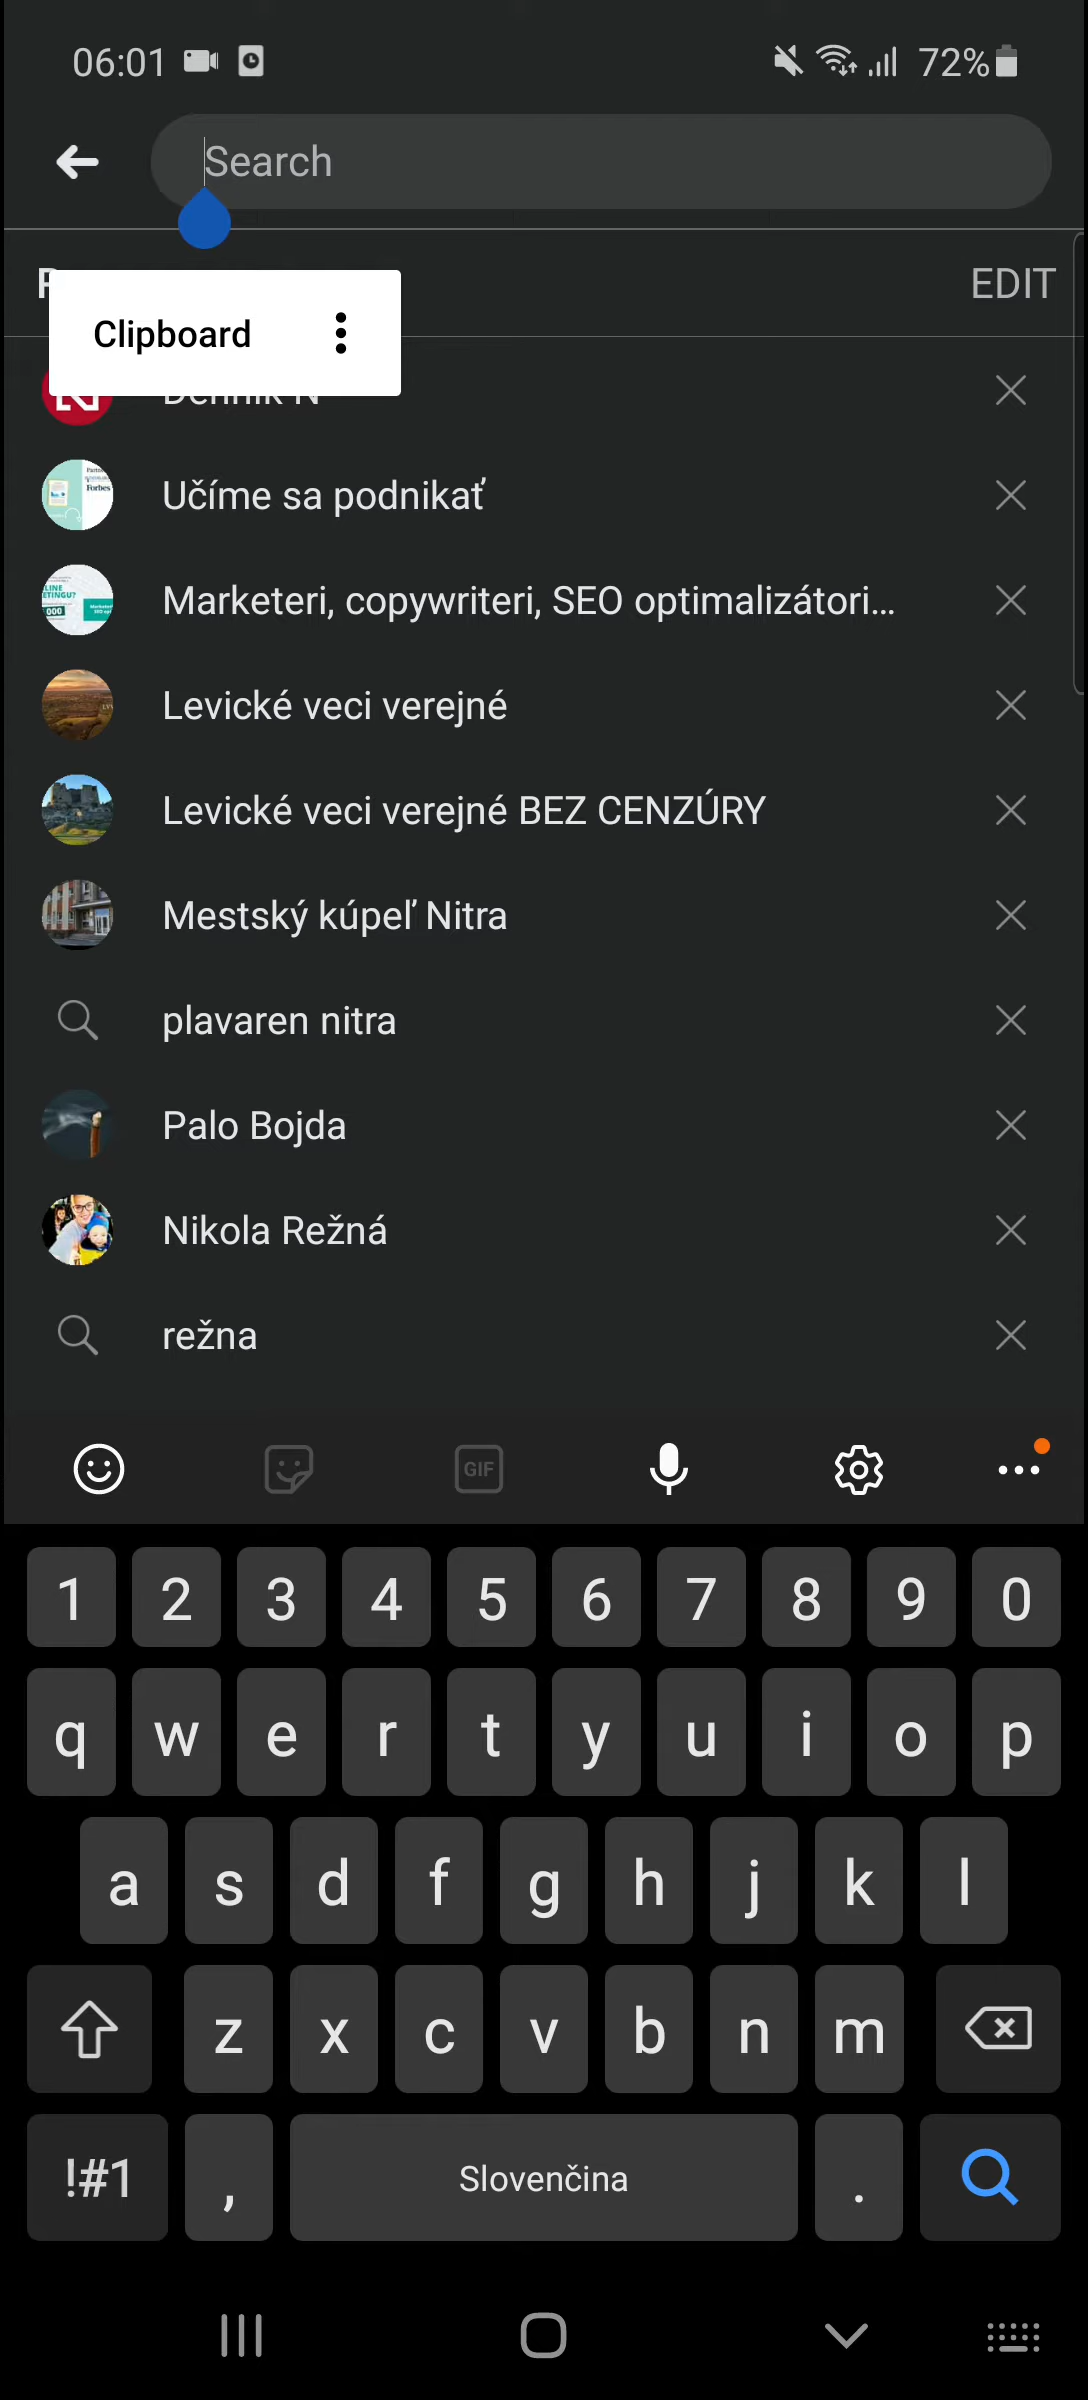 06:01
72%
Search
EDIT
Clipboard
Denník N
Učíme sa podnikať
Marketeri, copywriteri, SEO optimalizátori...
Levické veci verejné
Levické veci verejné BEZ CENZÚRY
Mestský kúpeľ Nitra
plavaren nitra
Palo Bojda
Nikola Režná
režna
GIF
1 2 3 4 5 6 7 8 9 0
q w e r t y u i o p
a s d f g h j k l
z x c v b n m
!#1 , Slovenčina .